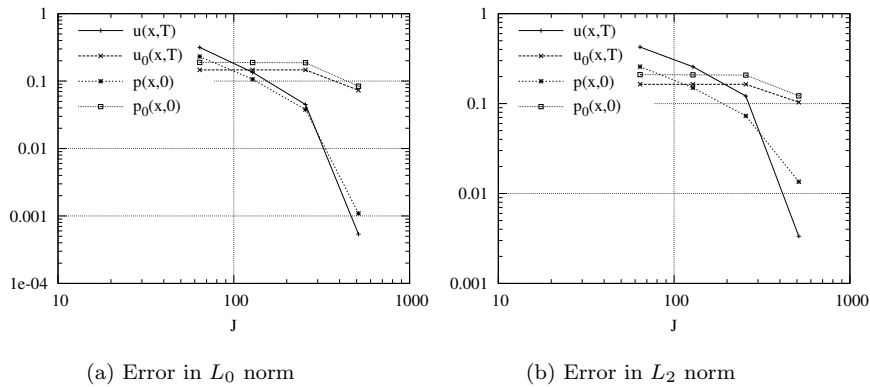 1
0.1
0.01
0.001
1e-04
10
100
1000
J
u(x,T)
u0(x,T)
p(x,0)
p0(x,0)
(a) Error in L0 norm
1
0.1
0.01
0.001
10
100
1000
J
u(x,T)
u0(x,T)
p(x,0)
p0(x,0)
(b) Error in L2 norm